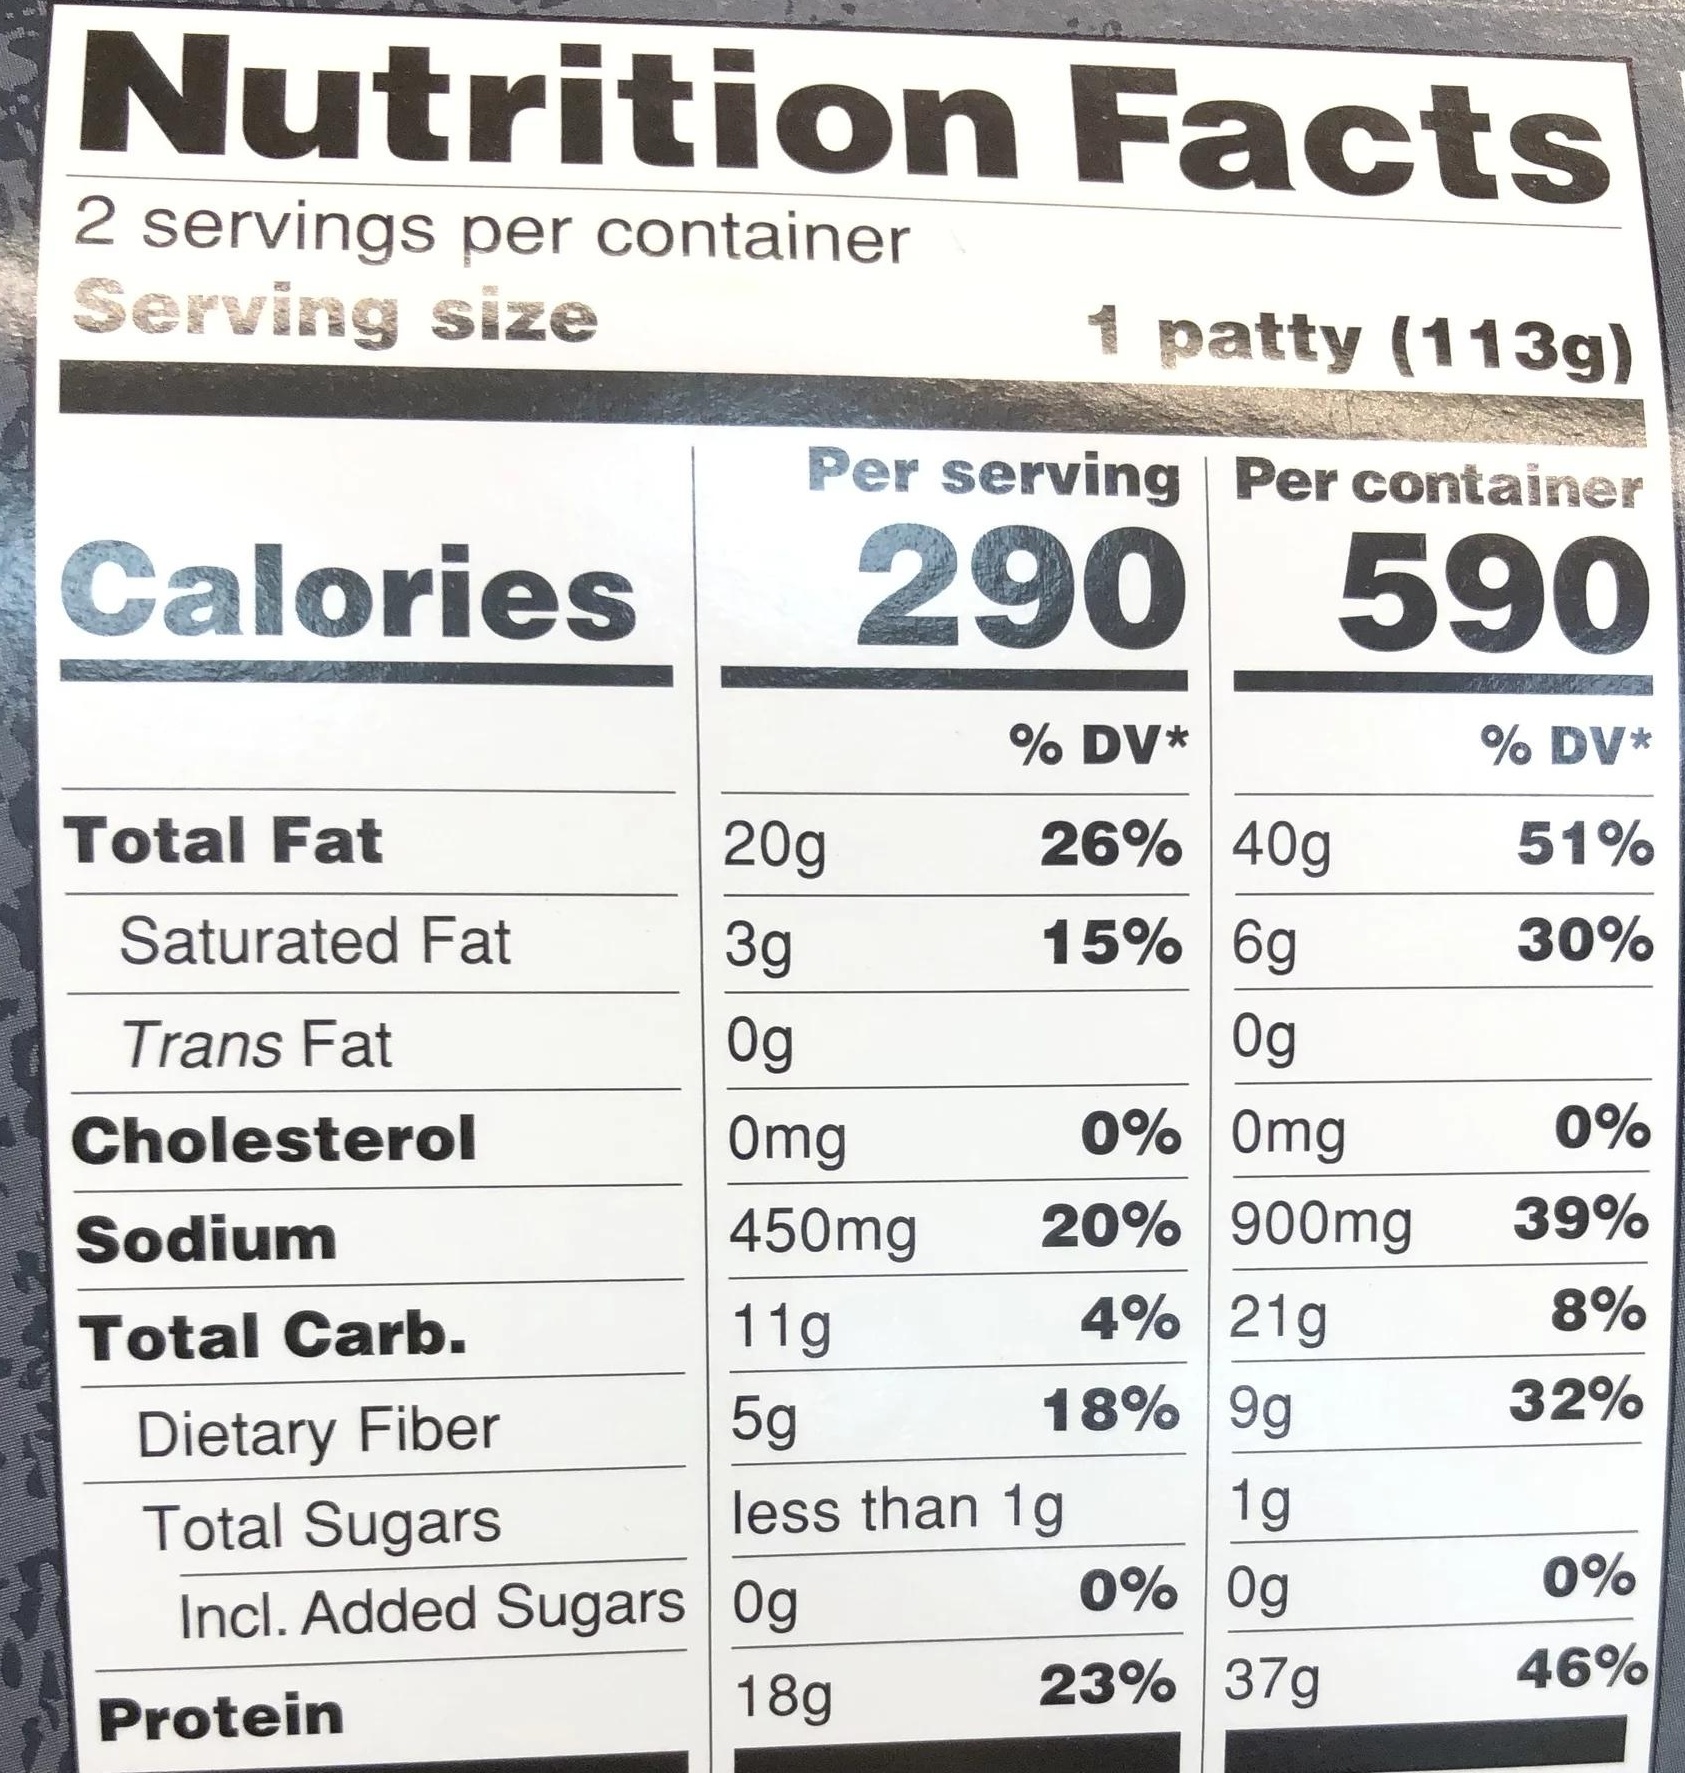 Nutrition Facts
2 servings per container
Serving size 1 patty (113g)
Per serving Per container
Calories 290 590
% DV* % DV*
Total Fat 20g 26% 40g 51%
Saturated Fat 3g 15% 6g 30%
Trans Fat 0g 0g
Cholesterol 0mg 0% 0mg 0%
Sodium 450mg 20% 900mg 39%
Total Carb. 11g 4% 21g 8%
Dietary Fiber 5g 18% 9g 32%
Total Sugars less than 1g 1g
Incl. Added Sugars 0g 0% 0g 0%
Protein 18g 23% 37g 46%